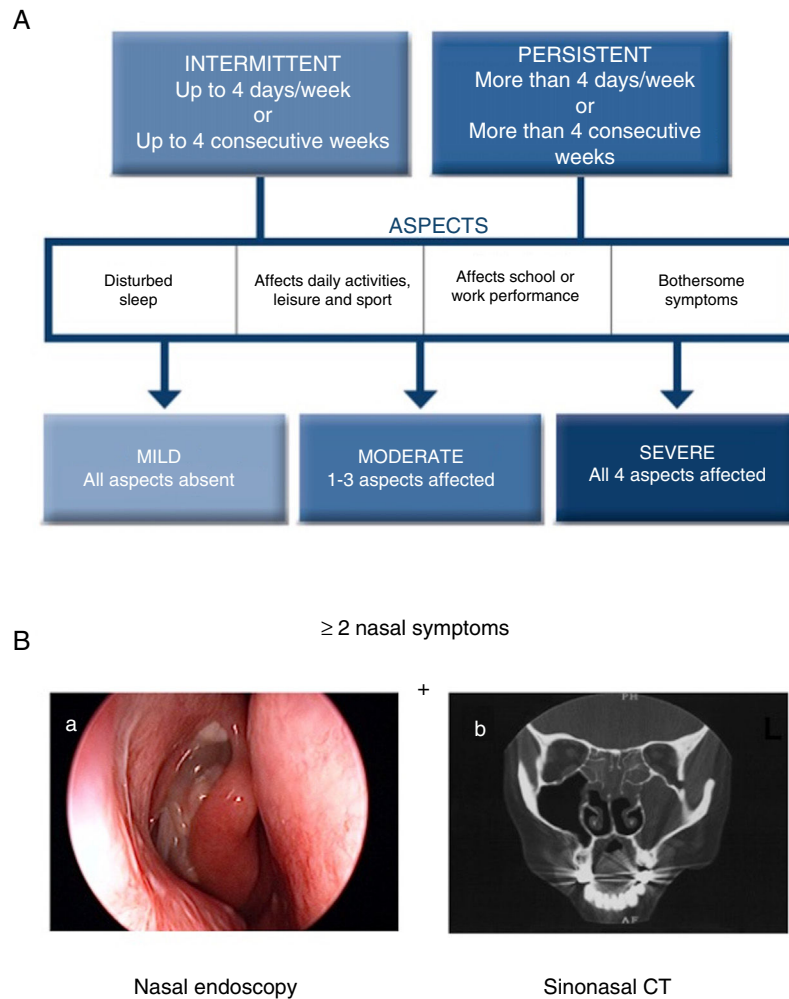 A
INTERMITTENT
Up to 4 days/week
or
Up to 4 consecutive weeks
PERSISTENT
More than 4 days/week
or
More than 4 consecutive
weeks
ASPECTS
Disturbed
sleep
Affects daily activities,
leisure and sport
Affects school or
work performance
Bothersome
symptoms
MILD
All aspects absent
MODERATE
1-3 aspects affected
SEVERE
All 4 aspects affected
≥ 2 nasal symptoms
B
+
a
b
PH
L
Nasal endoscopy
Sinonasal CT